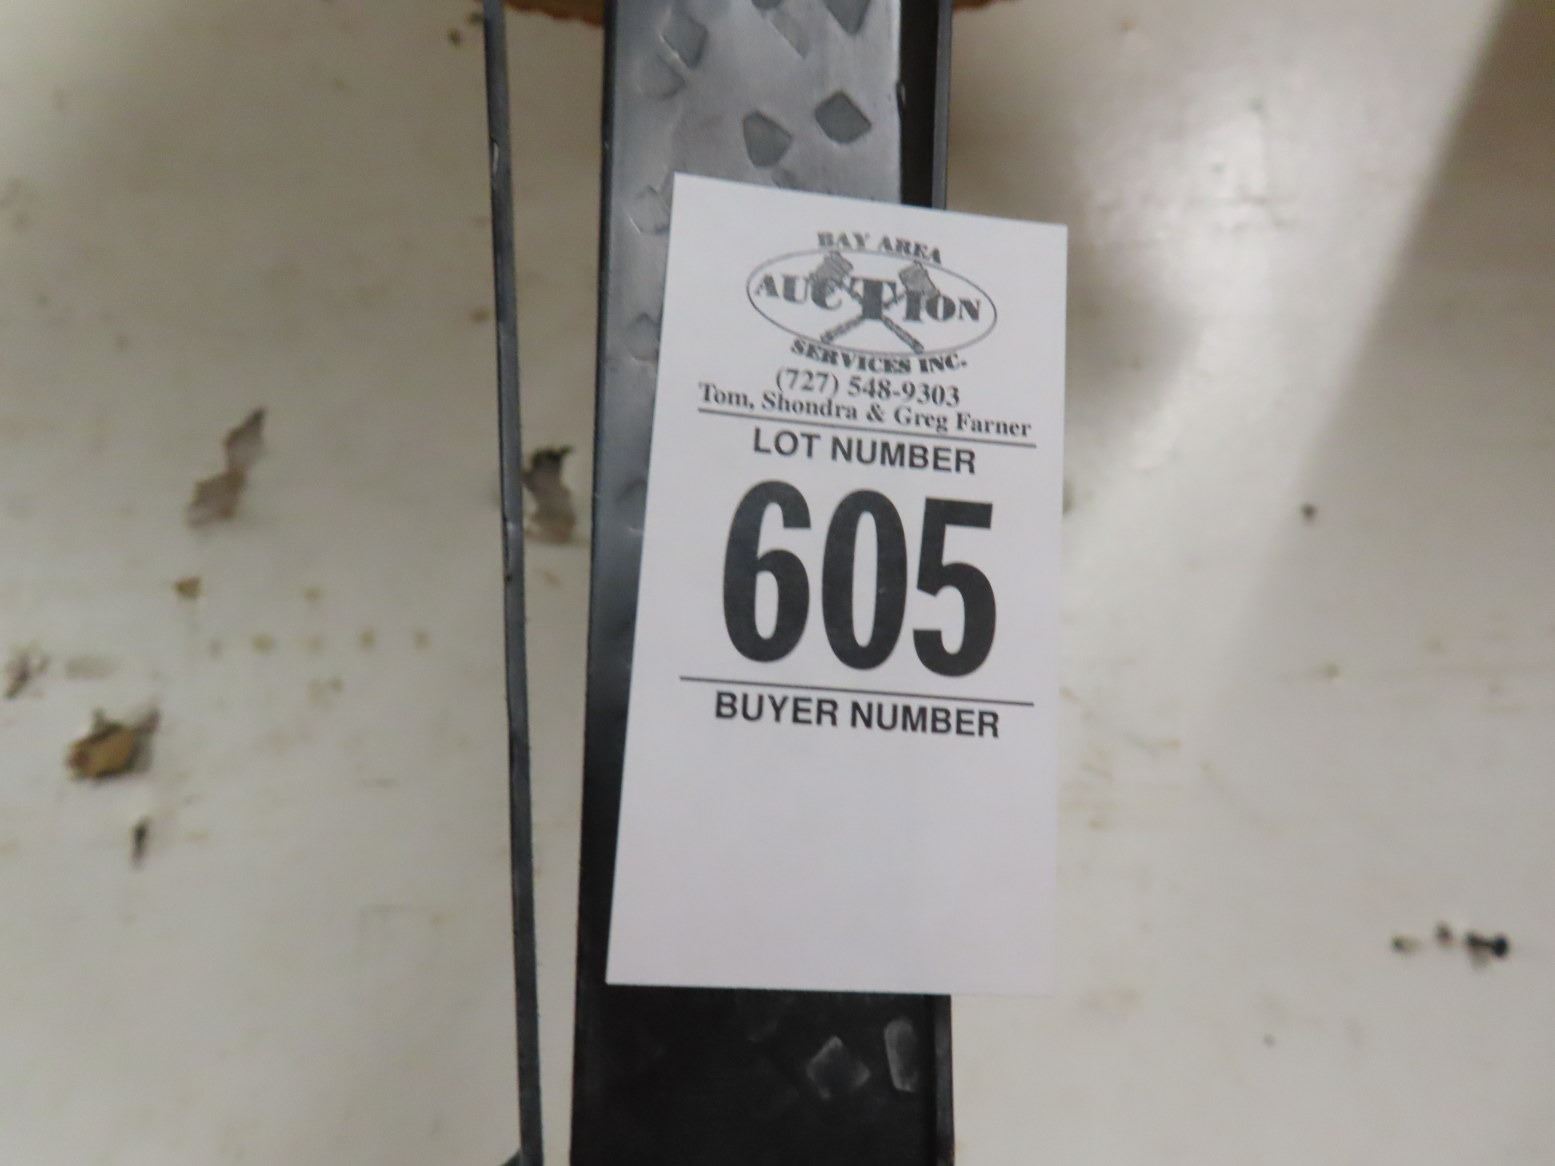 BAY AREA
AUCTION
SERVICES INC.
(727) 548-9303
Tom, Shondra & Greg Farner
LOT NUMBER
605
BUYER NUMBER